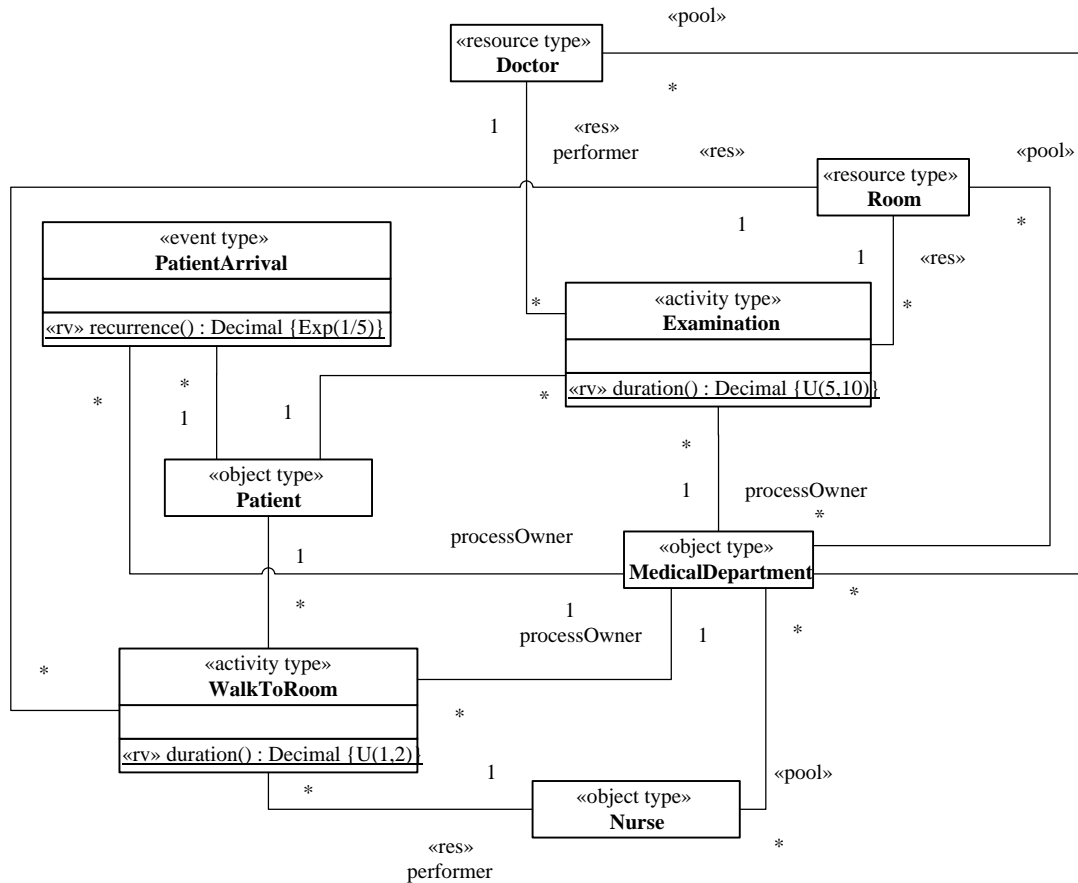 «pool»
«resource type»
Doctor
*
1
«res»
performer
«res»
«pool»
«resource type»
Room
*
1
1
«res»
«event type»
PatientArrival
«rv» recurrence() : Decimal {Exp(1/5)}
*
«activity type»
Examination
*
«rv» duration() : Decimal {U(5,10)}
*
*
1
1
*
*
1
«object type»
Patient
processOwner
*
1
processOwner
«object type»
MedicalDepartment
*
*
1
processOwner
1
*
«activity type»
WalkToRoom
*
*
«rv» duration() : Decimal {U(1,2)}
*
1
«pool»
«object type»
Nurse
*
«res»
performer